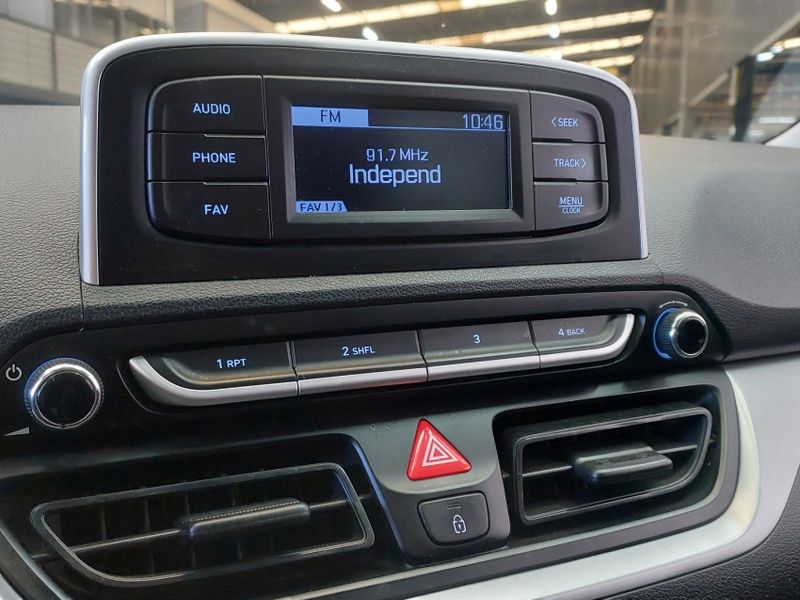 AUDIO
PHONE
FAV
FM 10:46
91.7 MHz
Independ
FAV 1/3
<SEEK
TRACK>
MENU
CLOCK
1 RPT
2 SHFL
3
4 BACK